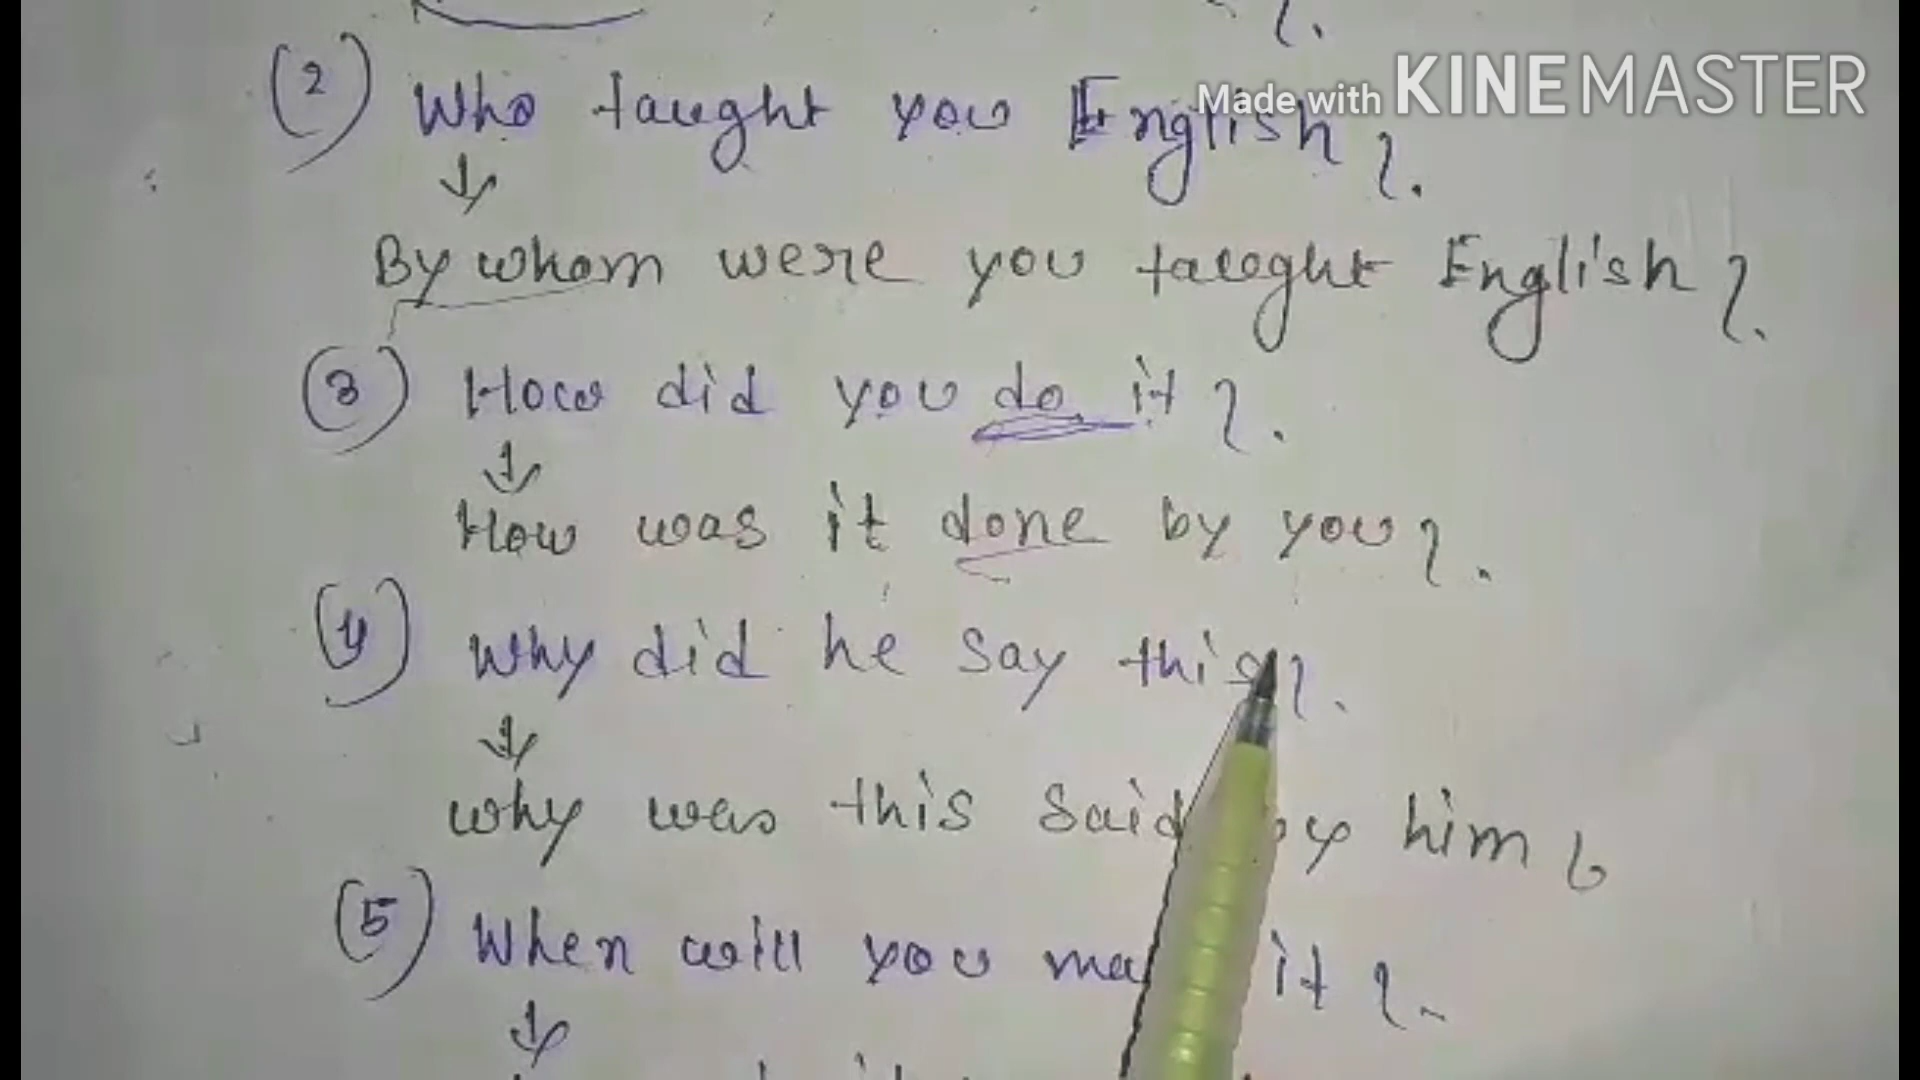 (2) Who taught you English?
Made with KINEMASTER
By whom were you taught English?
(3) How did you do it?
How was it done by you?
(4) Why did he say this?
why was this said by him
(5) When will you it?